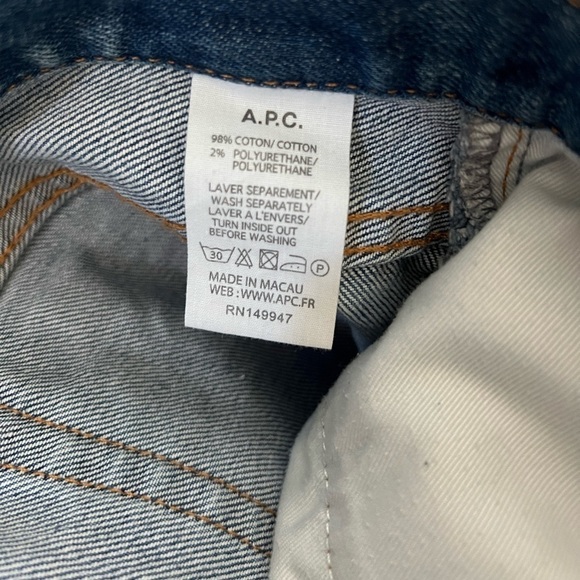 A.P.C.
98% COTON/ COTTON
2% POLYURETHANE/
POLYURETHANE
LAVER SEPAREMENT/
WASH SEPARATELY
LAVER A L'ENVERS/
TURN INSIDE OUT
BEFORE WASHING
30 P
MADE IN MACAU
WEB : WWW.APC.FR
RN149947